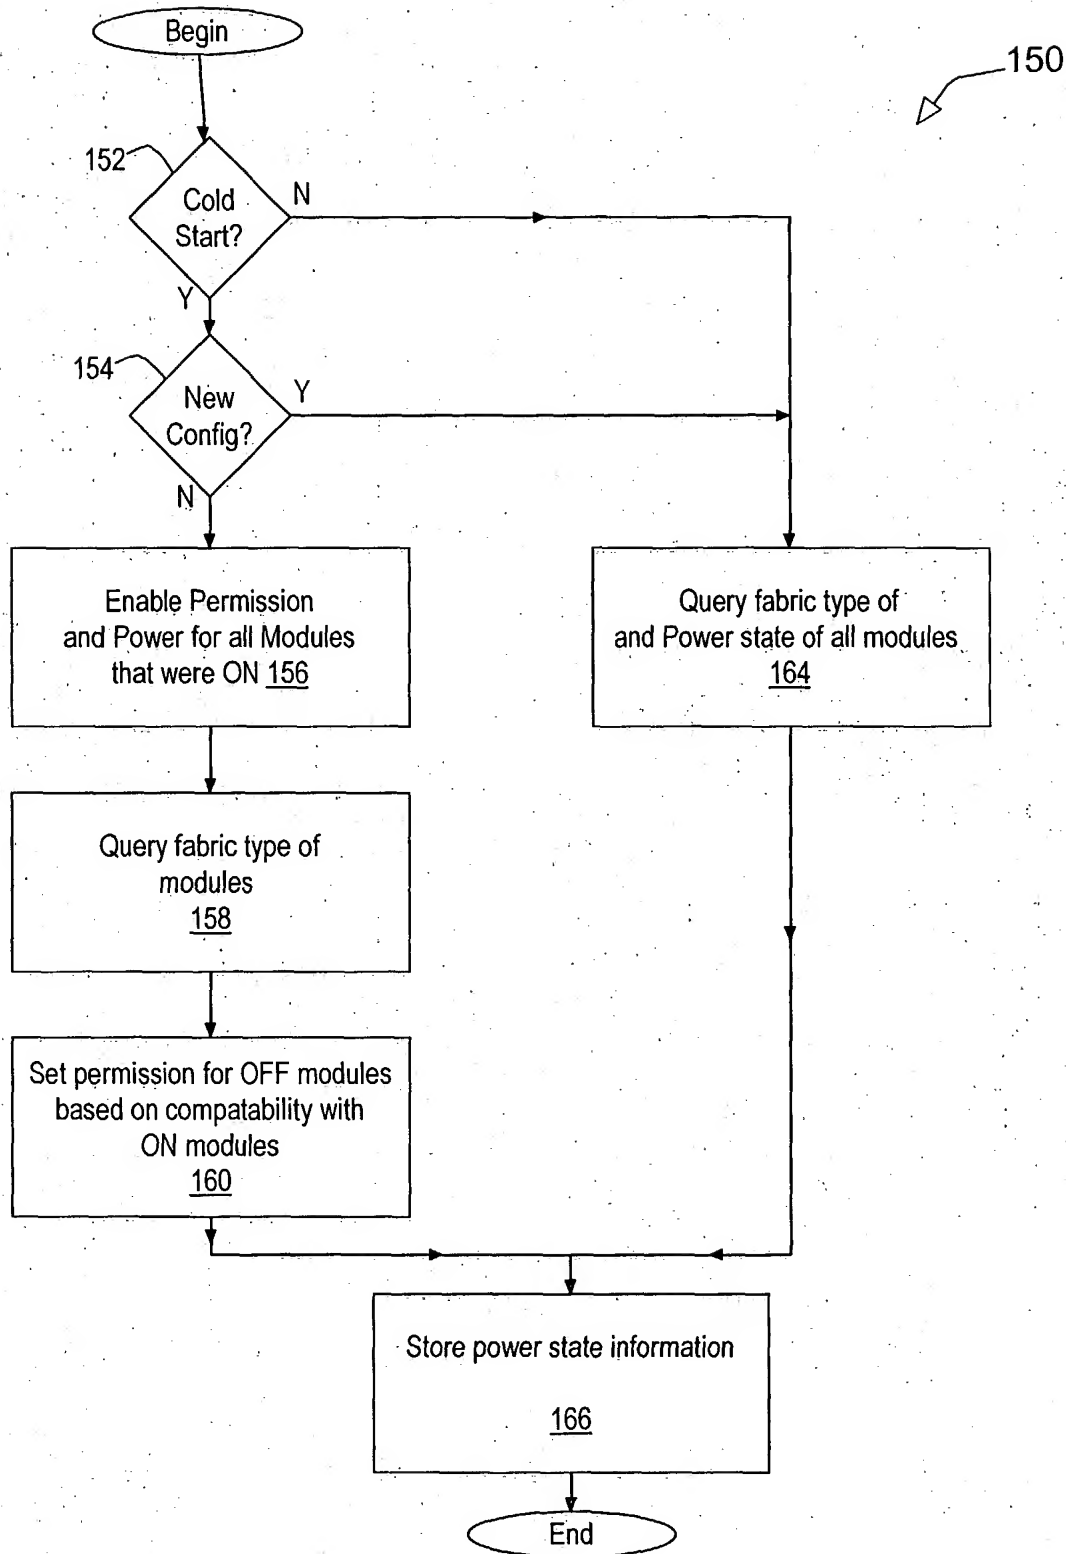 Begin
150
152
Cold
Start?
N
Y
154
New
Config?
Y
N
Enable Permission
and Power for all Modules
that were ON 156
Query fabric type of
and Power state of all modules
164
Query fabric type of
modules
158
Set permission for OFF modules
based on compatability with
ON modules
160
Store power state information
166
End